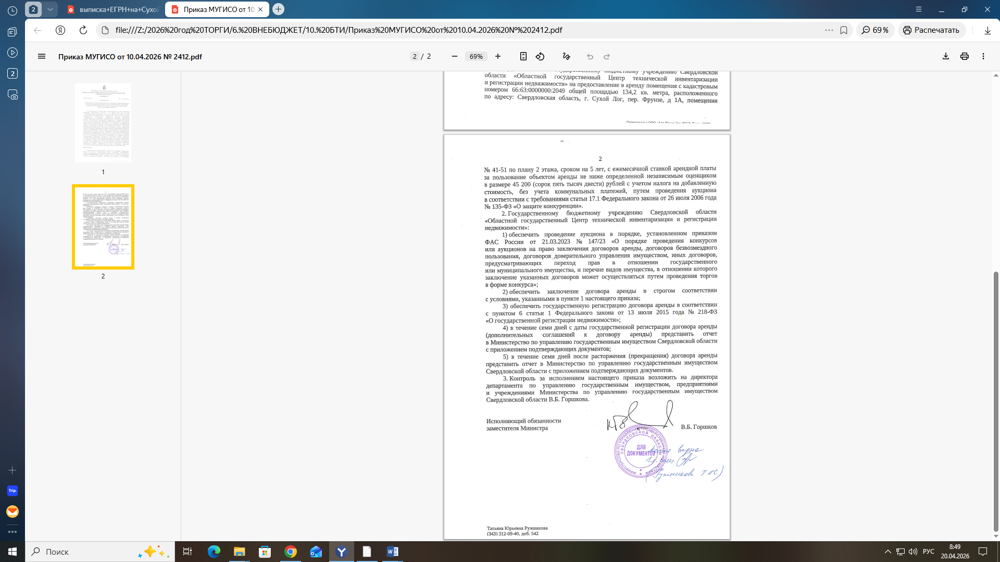 2
выписка+ЕГРН+на+Сухой
Приказ МУГИСО от 10.
file:///Z:/2026%20год%20ТОРГИ/6.%20ВНЕБЮДЖЕТ/10.%20БТИ/Приказ%20МУГИСО%20от%2010.04.2026%20№%202412.pdf
69 %
Распечатать
Приказ МУГИСО от 10.04.2026 № 2412.pdf
2 / 2
69%
2
1
2
области «Областной государственный Центр технической инвентаризации
и регистрации недвижимости» на предоставление в аренду помещения с кадастровым
номером 66:63:0000000:2049 общей площадью 134,2 кв. метра, расположенного
по адресу: Свердловская область, г. Сухой Лог, пер. Фрунзе, д 1А, помещения
2
№ 41-51 по плану 2 этажа, сроком на 5 лет, с ежемесячной ставкой арендной платы
за пользование объектом аренды не ниже определенной независимым оценщиком
в размере 45 200 (сорок пять тысяч двести) рублей с учетом налога на добавленную
стоимость, без учета коммунальных платежей, путем проведения аукциона
в соответствии с требованиями статьи 17.1 Федерального закона от 26 июля 2006 года
№ 135-ФЗ «О защите конкуренции».
2. Государственному бюджетному учреждению Свердловской области
«Областной государственный Центр технической инвентаризации и регистрации
недвижимости»:
1) обеспечить проведение аукциона в порядке, установленном приказом
ФАС России от 21.03.2023 № 147/23 «О порядке проведения конкурсов
или аукционов на право заключения договоров аренды, договоров безвозмездного
пользования, договоров доверительного управления имуществом, иных договоров,
предусматривающих переход прав в отношении государственного
или муниципального имущества, и перечне видов имущества, в отношении которого
заключение указанных договоров может осуществляться путем проведения торгов
в форме конкурса»;
2) обеспечить заключение договора аренды в строгом соответствии
с условиями, указанными в пункте 1 настоящего приказа;
3) обеспечить государственную регистрацию договора аренды в соответствии
с пунктом 6 статьи 1 Федерального закона от 13 июля 2015 года № 218-ФЗ
«О государственной регистрации недвижимости»;
4) в течение семи дней с даты государственной регистрации договора аренды
(дополнительных соглашений к договору аренды) представить отчет
в Министерство по управлению государственным имуществом Свердловской области
с приложением подтверждающих документов;
5) в течение семи дней после расторжения (прекращения) договора аренды
представить отчет в Министерство по управлению государственным имуществом
Свердловской области с приложением подтверждающих документов.
3. Контроль за исполнением настоящего приказа возложить на директора
департамента по управлению государственным имуществом, предприятиями
и учреждениями Министерства по управлению государственным имуществом
Свердловской области В.Б. Горшкова.
Исполняющий обязанности
заместителя Министра
В.Б. Горшков
МИНИСТЕРСТВО ПО УПРАВЛЕНИЮ ГОСУДАРСТВЕННЫМ ИМУЩЕСТВОМ
СВЕРДЛОВСКОЙ ОБЛАСТИ
ДЛЯ
ДОКУМЕНТОВ
Копия верна
(Ружникова Т.Ю.)
Татьяна Юрьевна Ружникова
(343) 312-09-40, доб. 542
Trip.
Поиск
РУС
8:49
20.04.2026